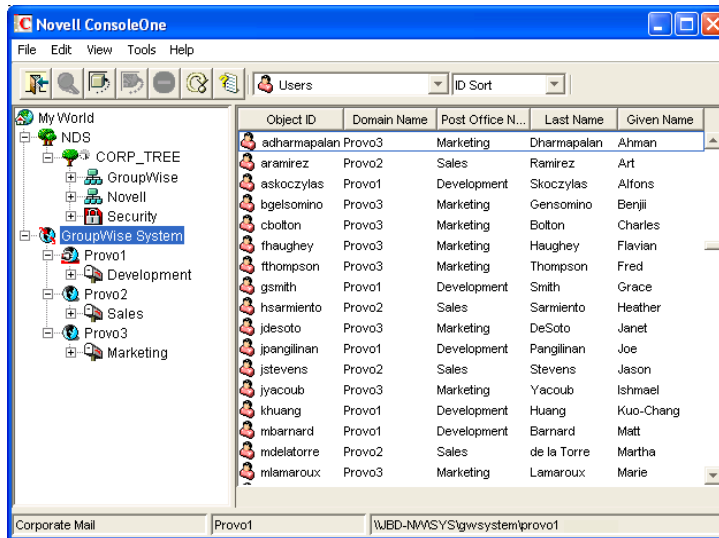 Novell ConsoleOne
File Edit View Tools Help
Users ID Sort
My World
NDS
CORP_TREE
GroupWise
Novell
Security
GroupWise System
Provo1
Development
Provo2
Sales
Provo3
Marketing
Object ID Domain Name Post Office N... Last Name Given Name
adharmapalan Provo3 Marketing Dharmapalan Ahman
aramirez Provo2 Sales Ramirez Art
askoczylas Provo1 Development Skoczylas Alfons
bgelsomino Provo3 Marketing Gensomino Benjii
cbolton Provo3 Marketing Bolton Charles
fhaughey Provo3 Marketing Haughey Flavian
fthompson Provo3 Marketing Thompson Fred
gsmith Provo1 Development Smith Grace
hsarmiento Provo2 Sales Sarmiento Heather
jdesoto Provo3 Marketing DeSoto Janet
jpangilinan Provo1 Development Pangilinan Joe
jstevens Provo2 Sales Stevens Jason
jyacoub Provo3 Marketing Yacoub Ishmael
khuang Provo1 Development Huang Kuo-Chang
mbarnard Provo1 Development Barnard Matt
mdelatorre Provo2 Sales de la Torre Martha
mlamaroux Provo3 Marketing Lamaroux Marie
Corporate Mail Provo1 \\JBD-NW\SYS\gwsystem\provo1